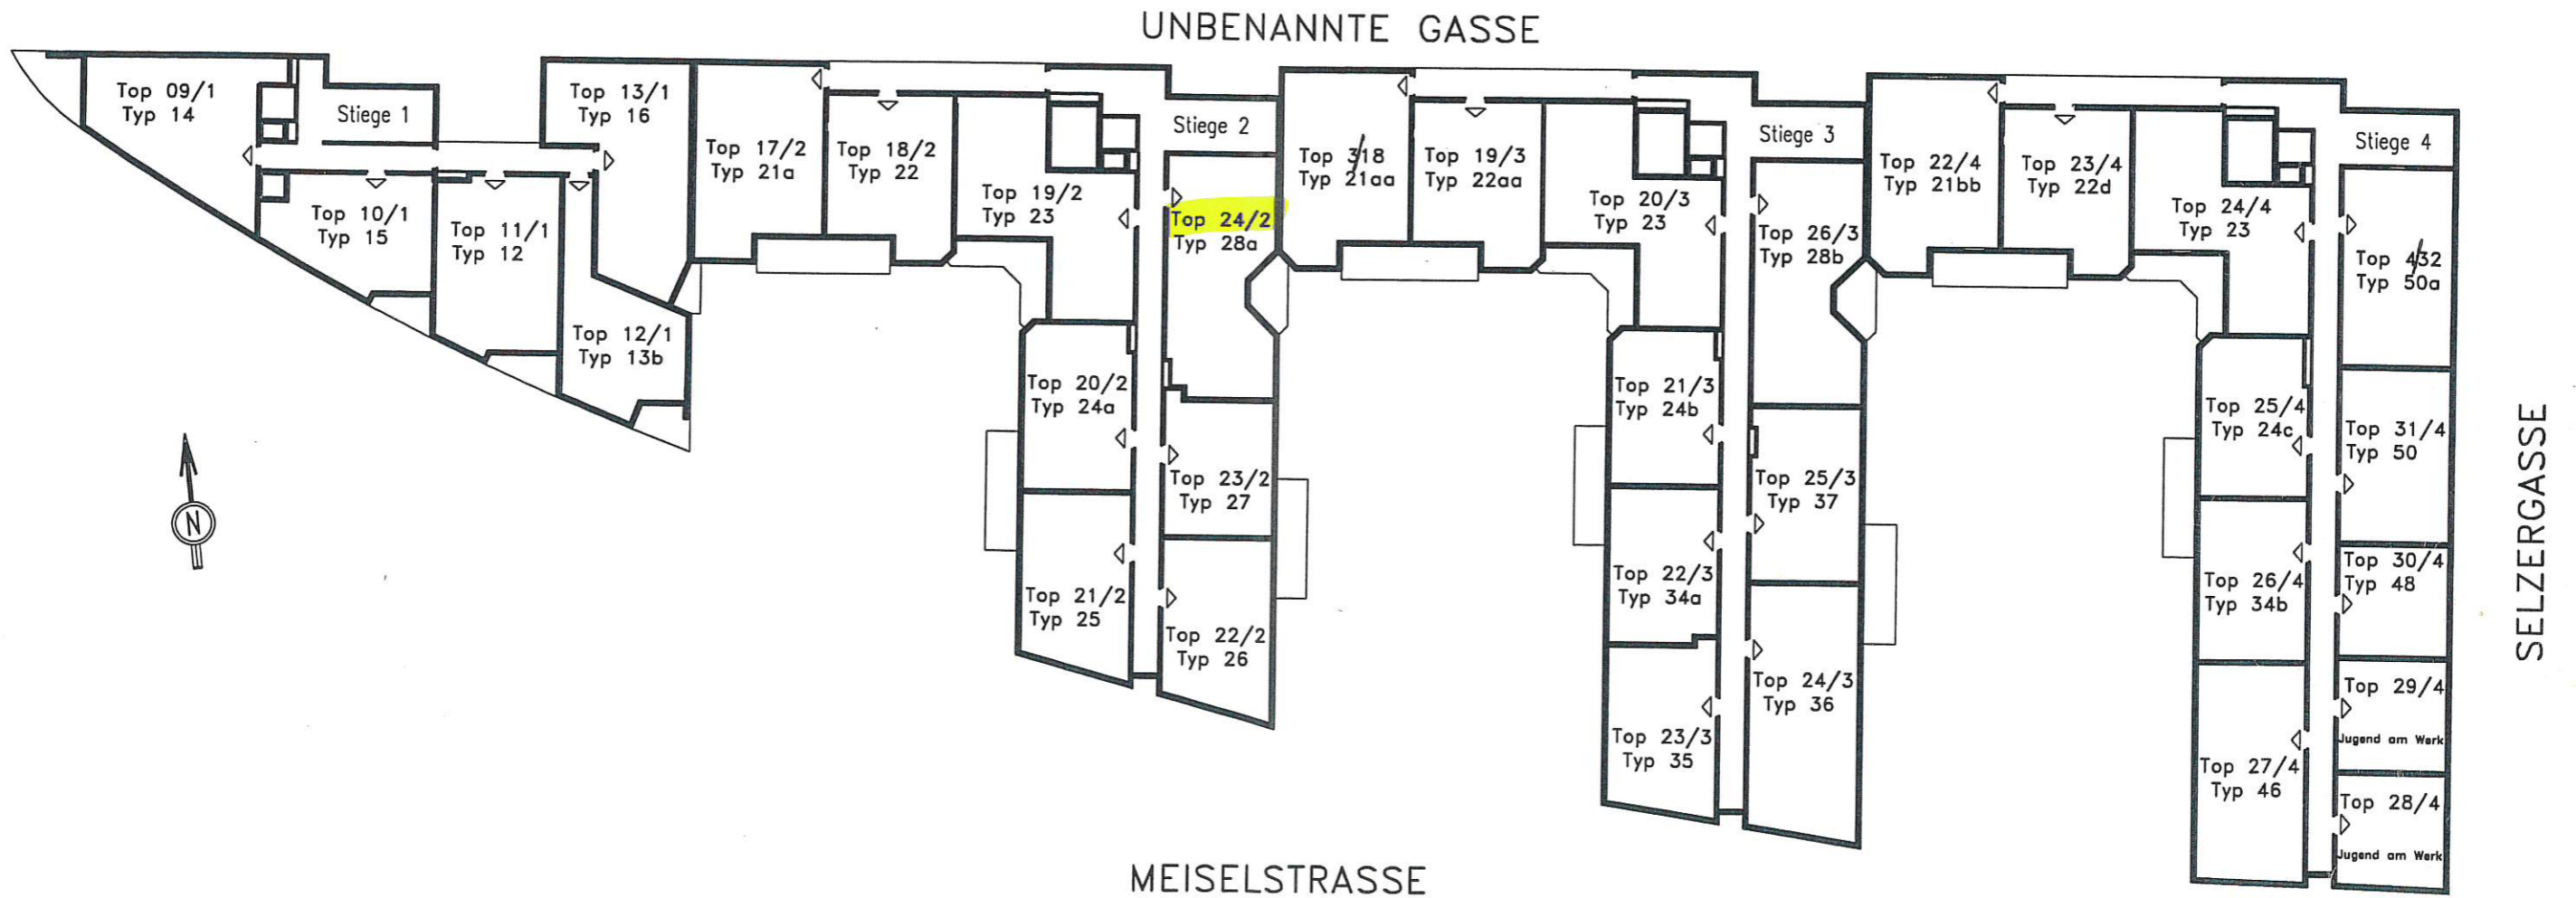 UNBENANNTE GASSE
Top 09/1
Typ 14
Stiege 1
Top 13/1
Typ 16
Top 10/1
Typ 15
Top 11/1
Typ 12
Top 12/1
Typ 13b
Top 17/2
Typ 21a
Top 18/2
Typ 22
Top 19/2
Typ 23
Stiege 2
Top 24/2
Typ 28a
Top 20/2
Typ 24a
Top 23/2
Typ 27
Top 21/2
Typ 25
Top 22/2
Typ 26
Top 318
Typ 21aa
Top 19/3
Typ 22aa
Top 20/3
Typ 23
Stiege 3
Top 26/3
Typ 28b
Top 21/3
Typ 24b
Top 25/3
Typ 37
Top 22/3
Typ 34a
Top 24/3
Typ 36
Top 23/3
Typ 35
Top 22/4
Typ 21bb
Top 23/4
Typ 22d
Top 24/4
Typ 23
Stiege 4
Top 432
Typ 50a
Top 25/4
Typ 24c
Top 31/4
Typ 50
Top 26/4
Typ 34b
Top 30/4
Typ 48
Top 29/4
Jugend am Werk
Top 27/4
Typ 46
Top 28/4
Jugend am Werk
N
SELZERGASSE
MEISELSTRASSE